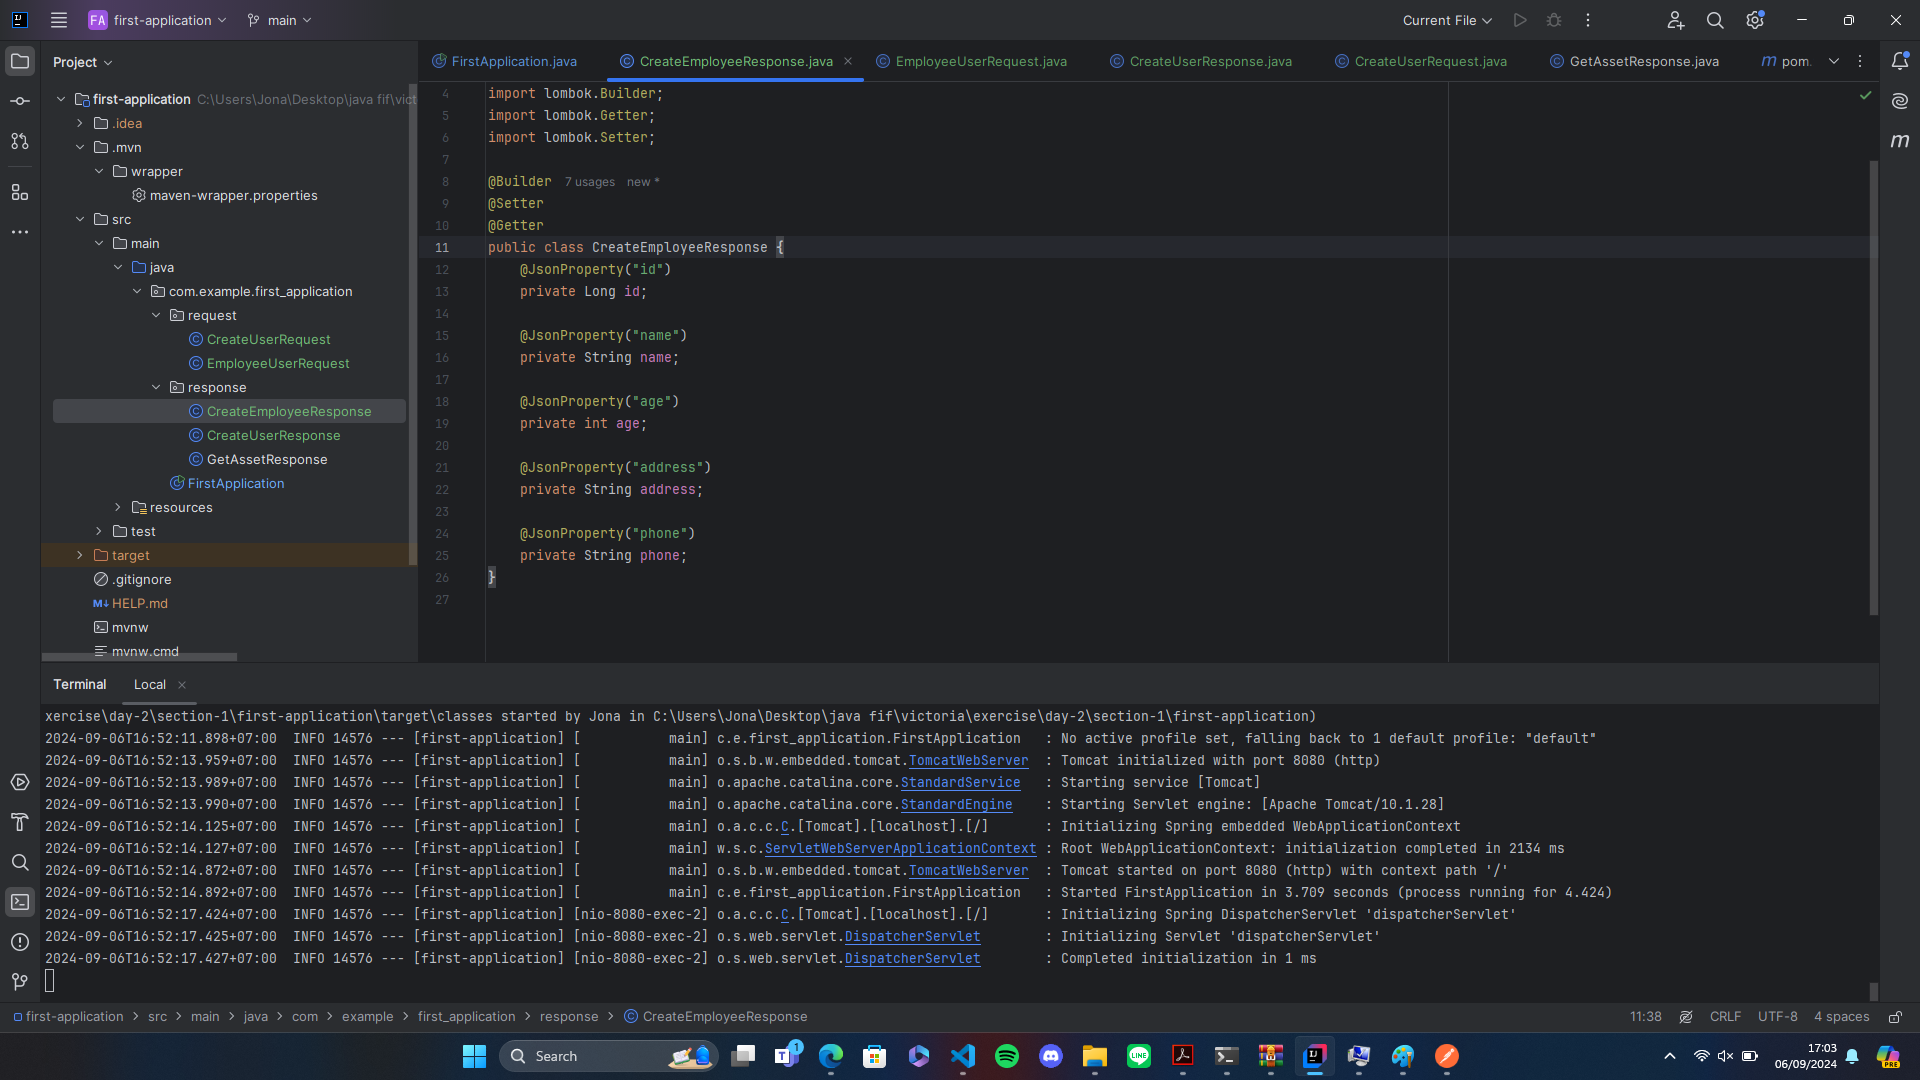 FA first-application main Current File
Project
FirstApplication.java CreateEmployeeResponse.java EmployeeUserRequest.java CreateUserResponse.java CreateUserRequest.java GetAssetResponse.java m pom.
first-application C:\Users\Jona\Desktop\java fif\vict
.idea
.mvn
wrapper
maven-wrapper.properties
src
main
java
com.example.first_application
request
CreateUserRequest
EmployeeUserRequest
response
CreateEmployeeResponse
CreateUserResponse
GetAssetResponse
FirstApplication
resources
test
target
.gitignore
M↓ HELP.md
mvnw
mvnw.cmd
4 import lombok.Builder;
5 import lombok.Getter;
6 import lombok.Setter;
7
8 @Builder 7 usages new *
9 @Setter
10 @Getter
11 public class CreateEmployeeResponse {
12 @JsonProperty("id")
13 private Long id;
14
15 @JsonProperty("name")
16 private String name;
17
18 @JsonProperty("age")
19 private int age;
20
21 @JsonProperty("address")
22 private String address;
23
24 @JsonProperty("phone")
25 private String phone;
26 }
27
Terminal Local
xercise\day-2\section-1\first-application\target\classes started by Jona in C:\Users\Jona\Desktop\java fif\victoria\exercise\day-2\section-1\first-application)
2024-09-06T16:52:11.898+07:00 INFO 14576 --- [first-application] [ main] c.e.first_application.FirstApplication : No active profile set, falling back to 1 default profile: "default"
2024-09-06T16:52:13.959+07:00 INFO 14576 --- [first-application] [ main] o.s.b.w.embedded.tomcat.TomcatWebServer : Tomcat initialized with port 8080 (http)
2024-09-06T16:52:13.989+07:00 INFO 14576 --- [first-application] [ main] o.apache.catalina.core.StandardService : Starting service [Tomcat]
2024-09-06T16:52:13.990+07:00 INFO 14576 --- [first-application] [ main] o.apache.catalina.core.StandardEngine : Starting Servlet engine: [Apache Tomcat/10.1.28]
2024-09-06T16:52:14.125+07:00 INFO 14576 --- [first-application] [ main] o.a.c.c.C.[Tomcat].[localhost].[/] : Initializing Spring embedded WebApplicationContext
2024-09-06T16:52:14.127+07:00 INFO 14576 --- [first-application] [ main] w.s.c.ServletWebServerApplicationContext : Root WebApplicationContext: initialization completed in 2134 ms
2024-09-06T16:52:14.872+07:00 INFO 14576 --- [first-application] [ main] o.s.b.w.embedded.tomcat.TomcatWebServer : Tomcat started on port 8080 (http) with context path '/'
2024-09-06T16:52:14.892+07:00 INFO 14576 --- [first-application] [ main] c.e.first_application.FirstApplication : Started FirstApplication in 3.709 seconds (process running for 4.424)
2024-09-06T16:52:17.424+07:00 INFO 14576 --- [first-application] [nio-8080-exec-2] o.a.c.c.C.[Tomcat].[localhost].[/] : Initializing Spring DispatcherServlet 'dispatcherServlet'
2024-09-06T16:52:17.425+07:00 INFO 14576 --- [first-application] [nio-8080-exec-2] o.s.web.servlet.DispatcherServlet : Initializing Servlet 'dispatcherServlet'
2024-09-06T16:52:17.427+07:00 INFO 14576 --- [first-application] [nio-8080-exec-2] o.s.web.servlet.DispatcherServlet : Completed initialization in 1 ms
first-application > src > main > java > com > example > first_application > response > CreateEmployeeResponse 11:38 CRLF UTF-8 4 spaces
Search 1 LINE PRE
17:03
06/09/2024